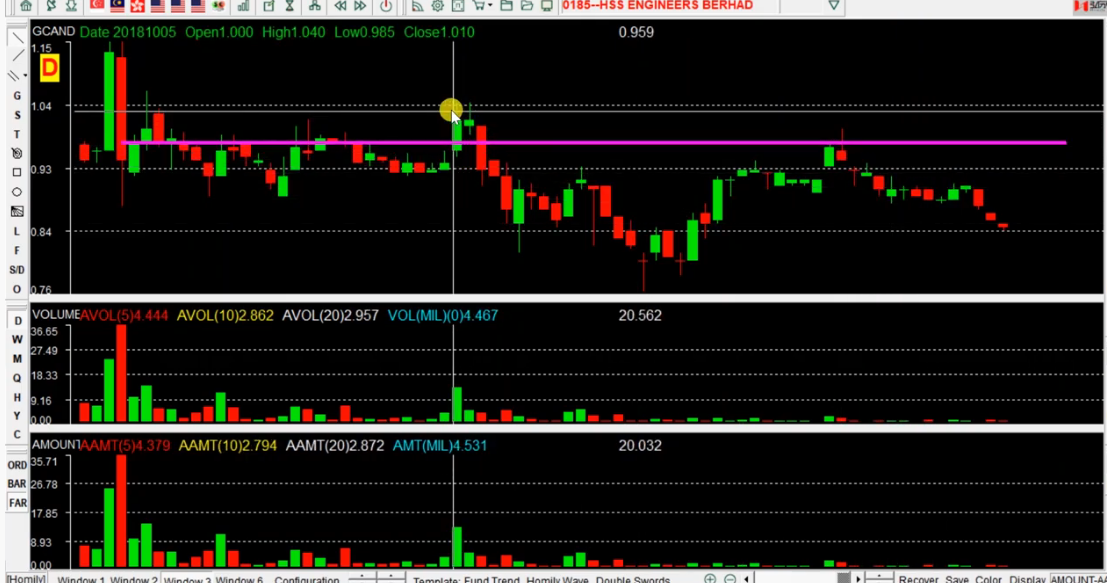 0185--HSS ENGINEERS BERHAD
GCAND Date 20181005 Open1.000 High1.040 Low0.985 Close1.010 0.959
1.15
D
1.04
0.93
0.84
0.76
G
S
T
L
F
S/D
O
VOLUME AVOL(5)4.444 AVOL(10)2.862 AVOL(20)2.957 VOL(MIL)(0)4.467 20.562
36.65
27.49
18.33
9.16
0.00
D
W
M
Q
H
Y
C
AMOUNT AAMT(5)4.379 AAMT(10)2.794 AAMT(20)2.872 AMT(MIL)4.531 20.032
35.71
26.78
17.85
8.93
0.00
ORD
BAR
FAR
[Homily] Window 1 Window 2 Window 3 Window 6 Configuration Template: Fund Trend Homily Wave Double Swords Recover Save Color Display